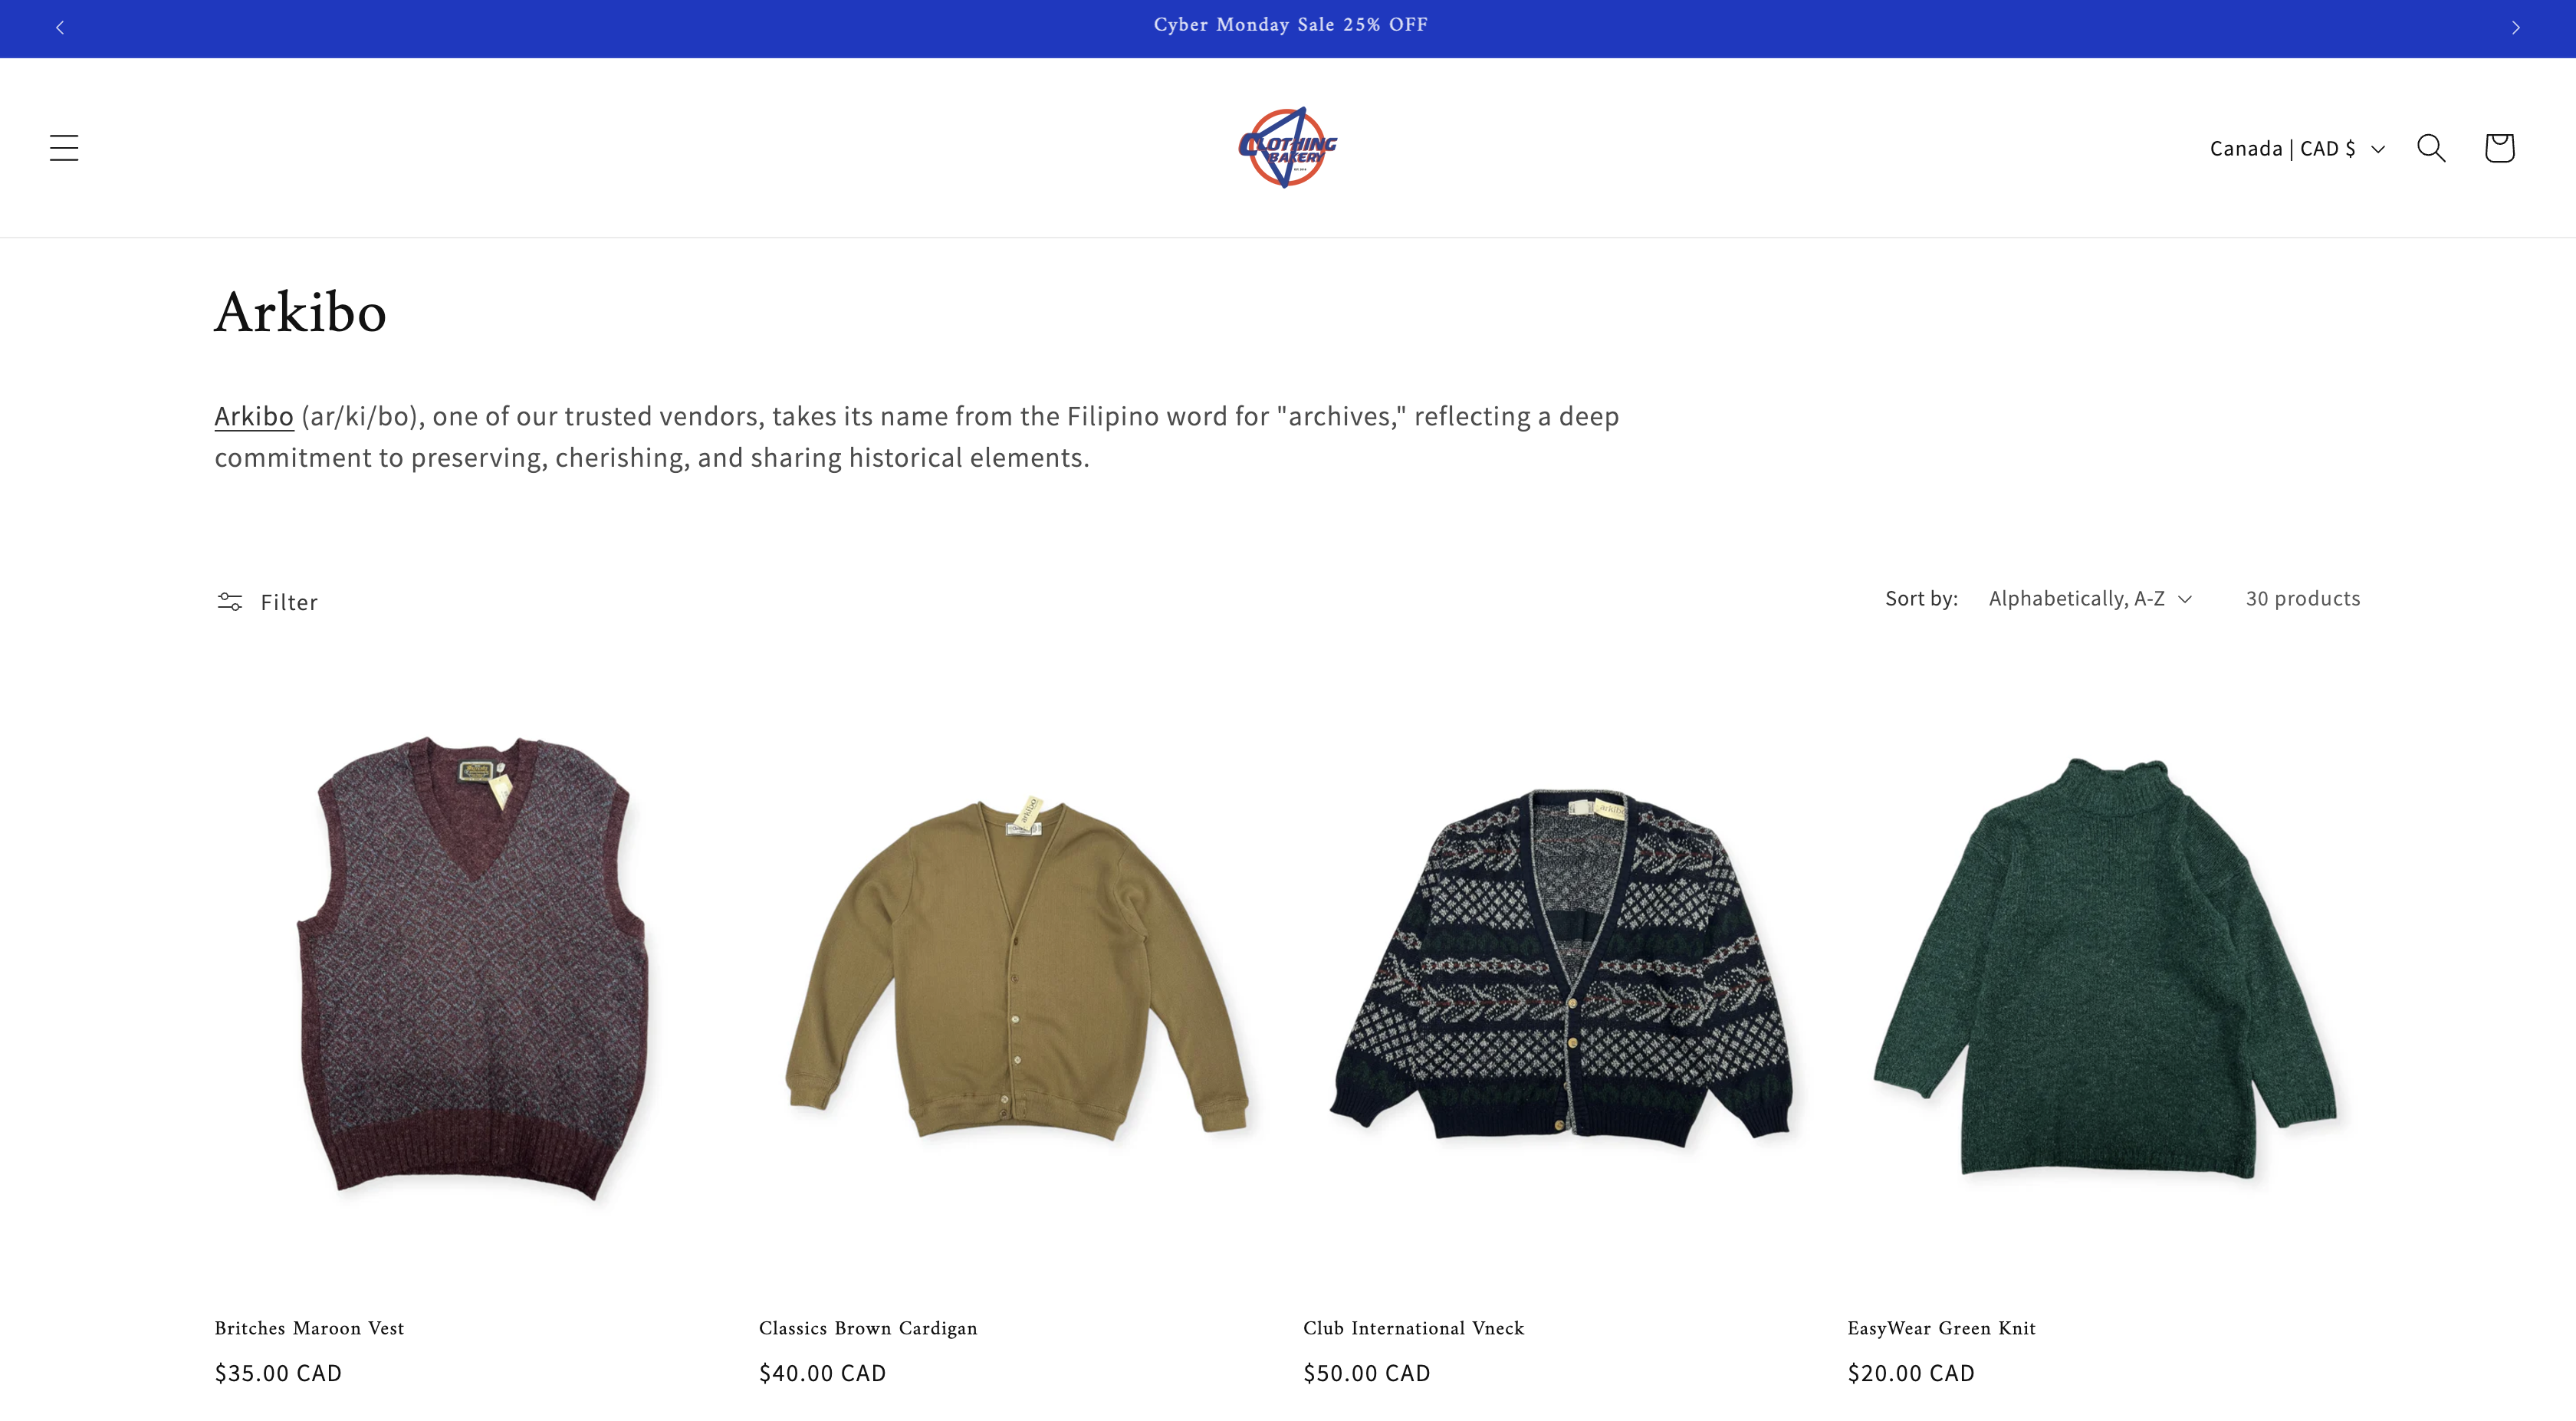 Cyber Monday Sale 25% OFF
CLOTHING
BAKERY
Canada | CAD $
Arkibo
Arkibo (ar/ki/bo), one of our trusted vendors, takes its name from the Filipino word for "archives," reflecting a deep
commitment to preserving, cherishing, and sharing historical elements.
Filter
Sort by: Alphabetically, A-Z 30 products
arkibo
arkibo
Britches Maroon Vest
Classics Brown Cardigan
Club International Vneck
EasyWear Green Knit
$35.00 CAD
$40.00 CAD
$50.00 CAD
$20.00 CAD